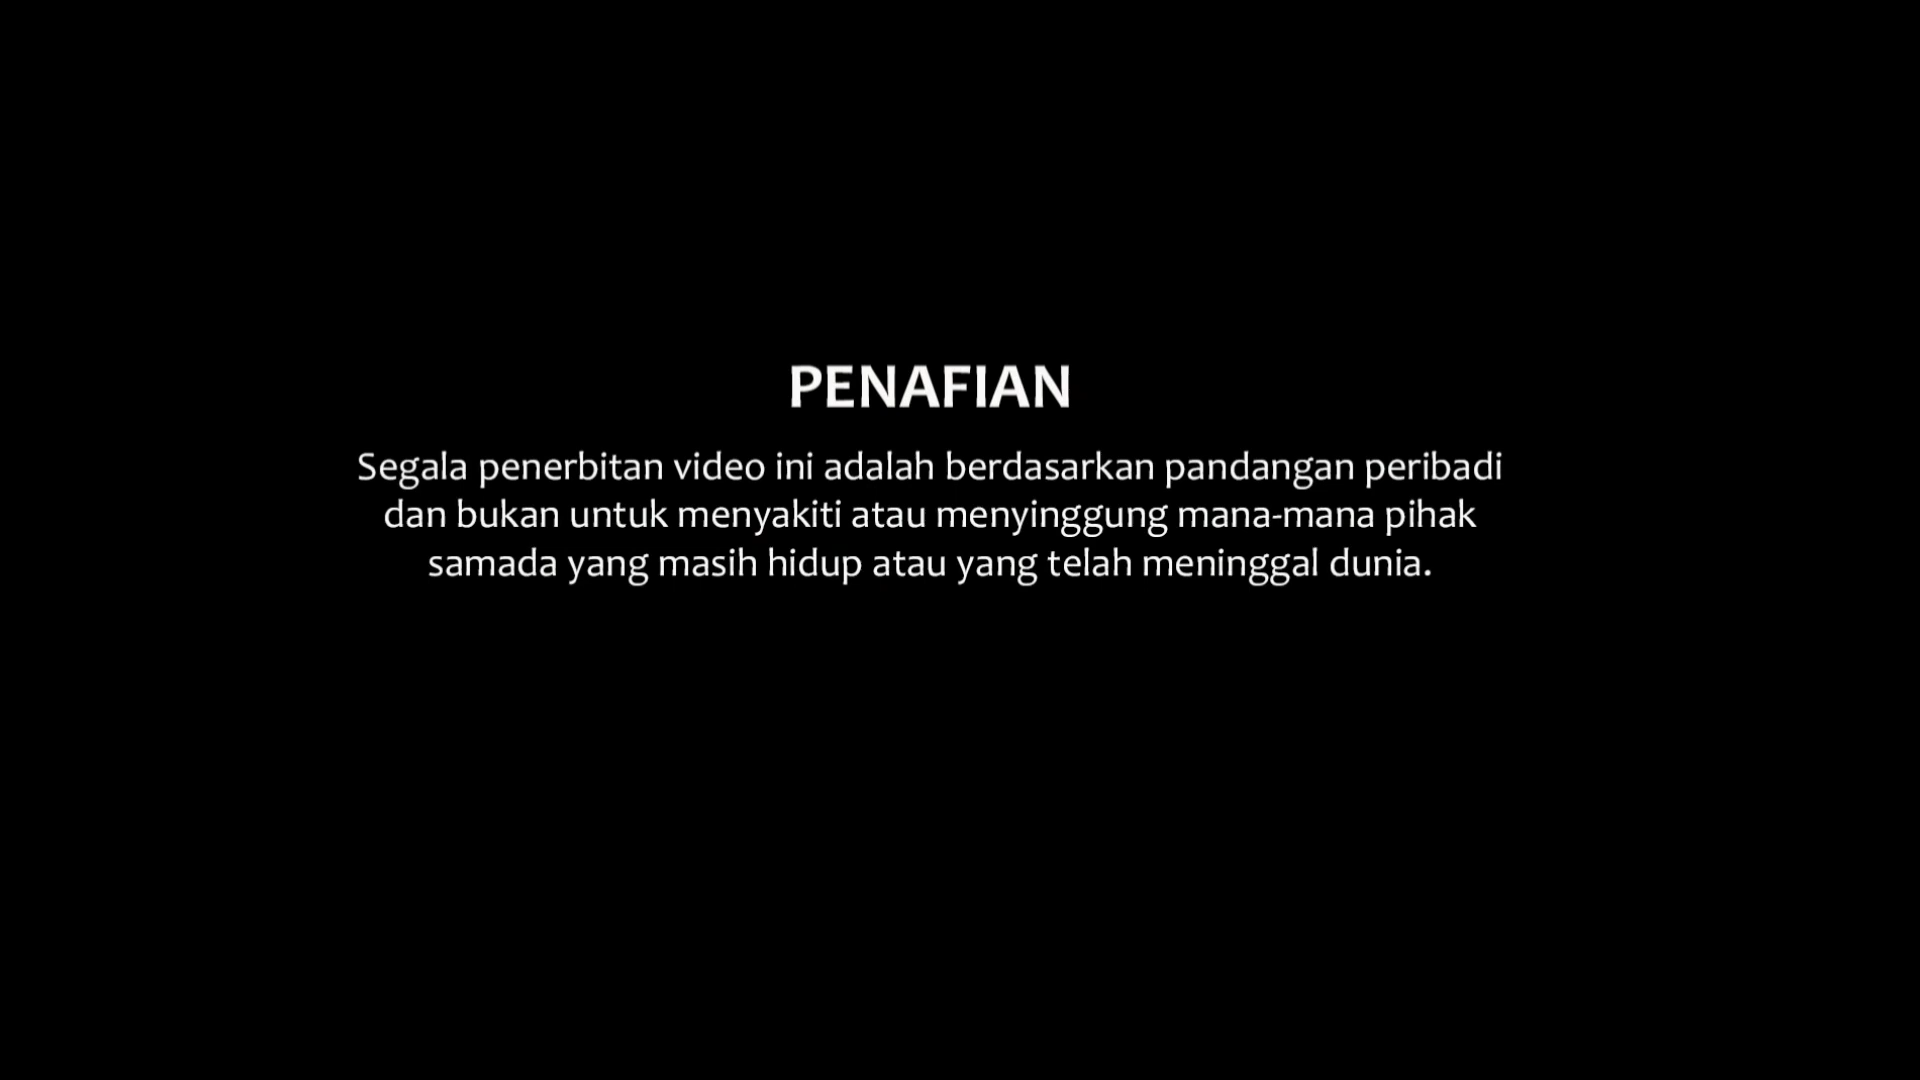 PENAFIAN
Segala penerbitan video ini adalah berdasarkan pandangan peribadi
dan bukan untuk menyakiti atau menyinggung mana-mana pihak
samada yang masih hidup atau yang telah meninggal dunia.